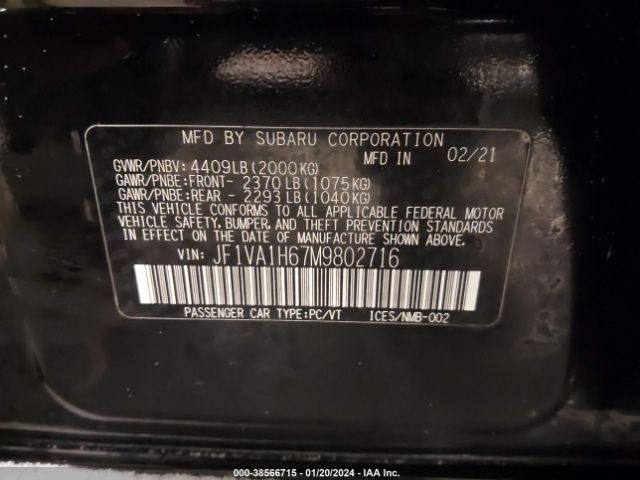 MFD BY SUBARU CORPORATION
GVWR/PNBV: 4409LB(2000KG) MFD IN 02/21
GAWR/PNBE:FRONT- 2370LB(1075KG)
GAWR/PNBE:REAR - 2293LB(1040KG)
THIS VEHICLE CONFORMS TO ALL APPLICABLE FEDERAL MOTOR
VEHICLE SAFETY, BUMPER, AND THEFT PREVENTION STANDARDS
IN EFFECT ON THE DATE OF MANUFACTURE SHOWN ABOVE.
VIN: JF1VA1H67M9802716
PASSENGER CAR TYPE:PC/VT ICES/NMB-002
000-38566715 - 01/20/2024 - IAA Inc.